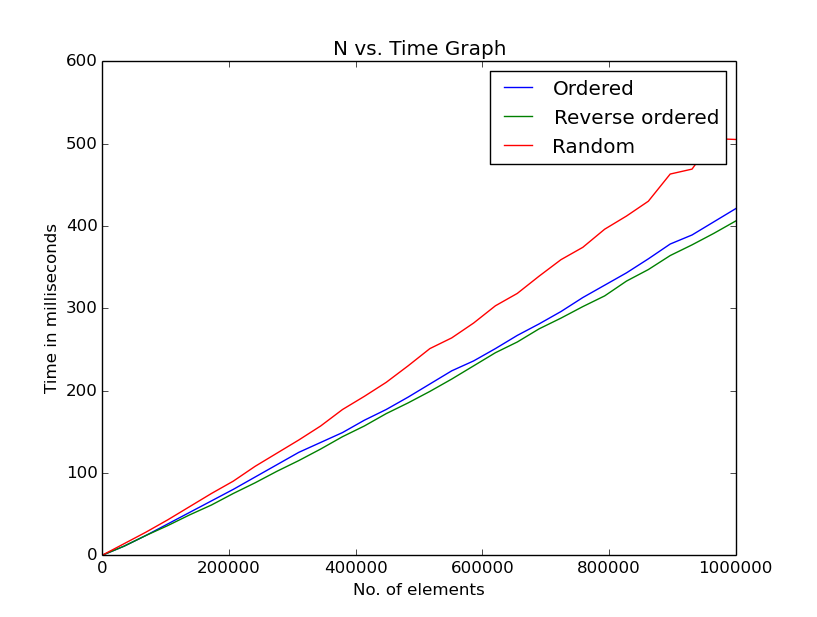 N vs. Time Graph
600
500
400
300
200
100
0
Time in milliseconds
Ordered
Reverse ordered
Random
0 200000 400000 600000 800000 1000000
No. of elements